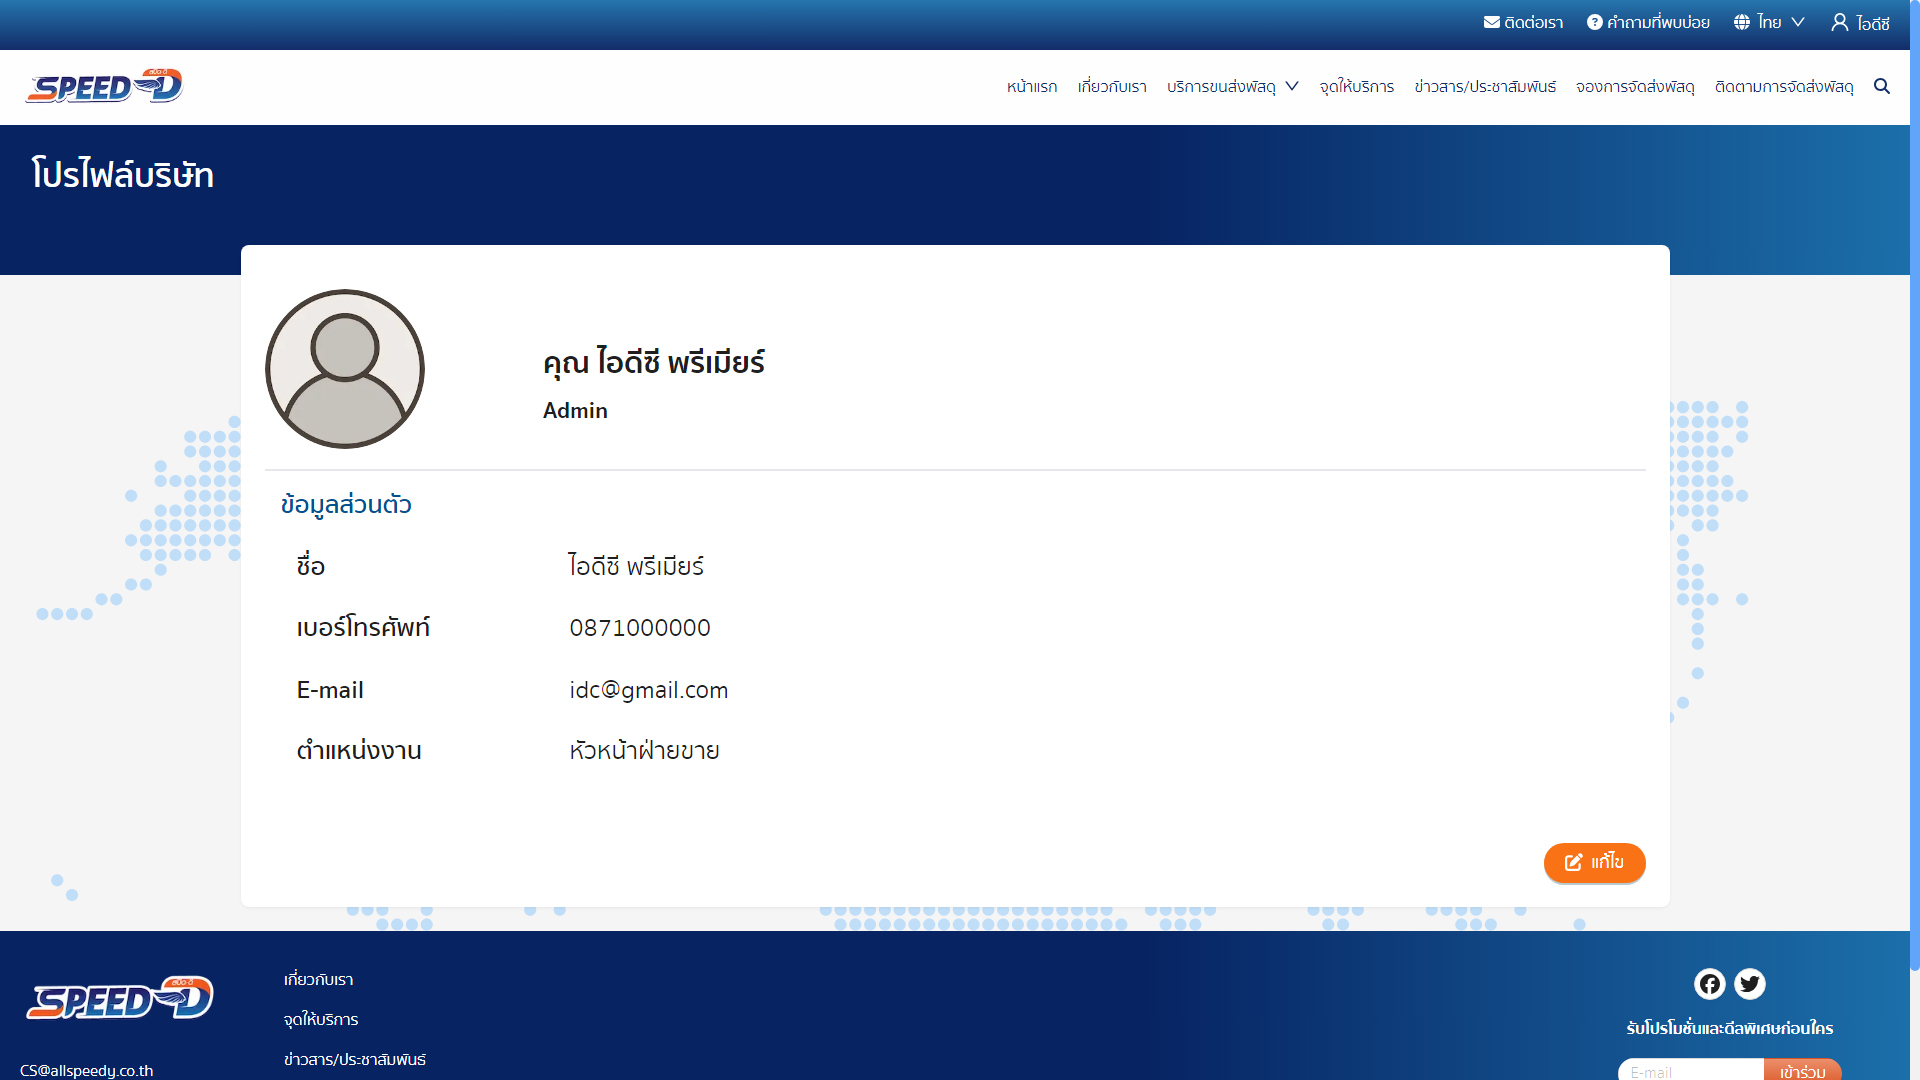 ติดต่อเรา คำถามที่พบบ่อย ไทย ไอดีซี
สปีด-ดี
SPEED-D หน้าแรก เกี่ยวกับเรา บริการขนส่งพัสดุ จุดให้บริการ ข่าวสาร/ประชาสัมพันธ์ จองการจัดส่งพัสดุ ติดตามการจัดส่งพัสดุ
โปรไฟล์บริษัท
คุณ ไอดีซี พรีเมียร์
Admin
ข้อมูลส่วนตัว
ชื่อ ไอดีซี พรีเมียร์
เบอร์โทรศัพท์ 0871000000
E-mail idc@gmail.com
ตำแหน่งงาน หัวหน้าฝ่ายขาย
แก้ไข
สปีด-ดี
SPEED-D
เกี่ยวกับเรา
จุดให้บริการ
ข่าวสาร/ประชาสัมพันธ์
CS@allspeedy.co.th
รับโปรโมชั่นและดีลพิเศษก่อนใคร
E-mail เข้าร่วม